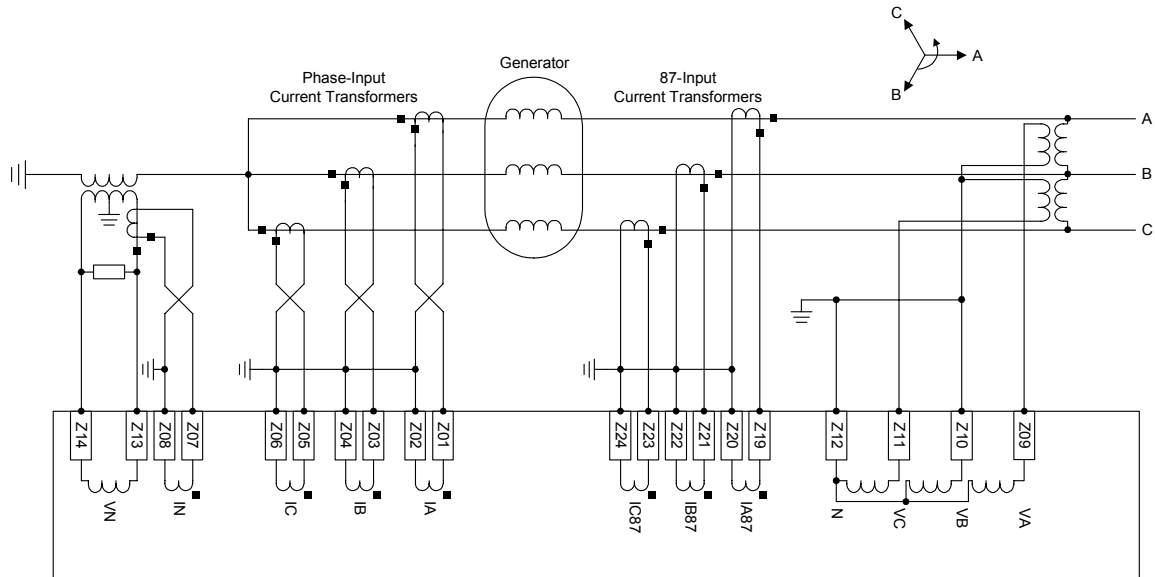 C
A
B
Generator
Phase-Input
Current Transformers
87-Input
Current Transformers
A
B
C
Z14
Z13
Z08
Z07
Z06
Z05
Z04
Z03
Z02
Z01
Z24
Z23
Z22
Z21
Z20
Z19
Z12
Z11
Z10
Z09
VN
IN
IC
IB
IA
IC87
IB87
IA87
N
VC
VB
VA